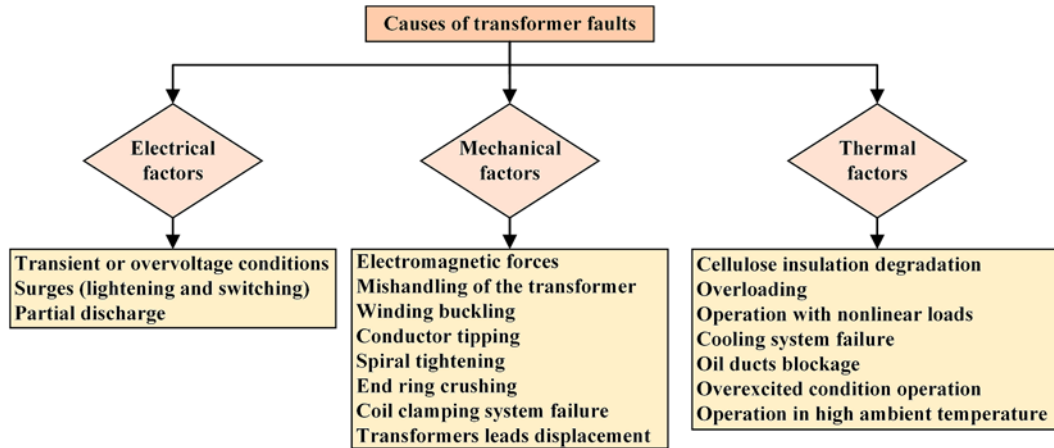 Causes of transformer faults
Electrical
factors
Mechanical
factors
Thermal
factors
Transient or overvoltage conditions
Surges (lightening and switching)
Partial discharge
Electromagnetic forces
Mishandling of the transformer
Winding buckling
Conductor tipping
Spiral tightening
End ring crushing
Coil clamping system failure
Transformers leads displacement
Cellulose insulation degradation
Overloading
Operation with nonlinear loads
Cooling system failure
Oil ducts blockage
Overexcited condition operation
Operation in high ambient temperature